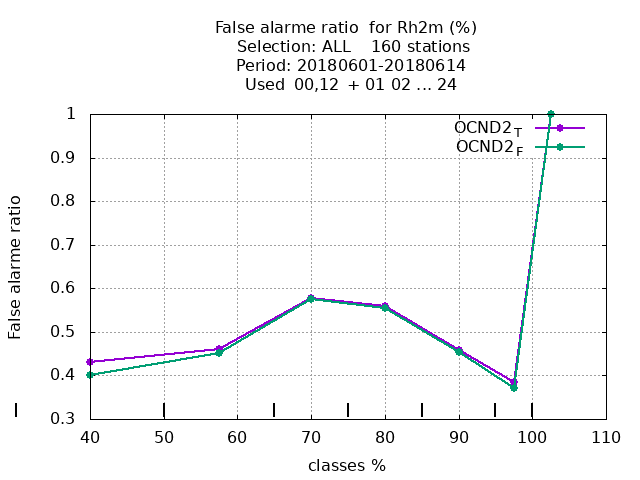 False alarme ratio  for Rh2m (%)
Selection: ALL    160 stations
Period: 20180601-20180614
Used  00,12  + 01 02 ... 24
OCND2_T
OCND2_F
False alarme ratio
1
0.9
0.8
0.7
0.6
0.5
0.4
0.3
40 50 60 70 80 90 100 110
classes %